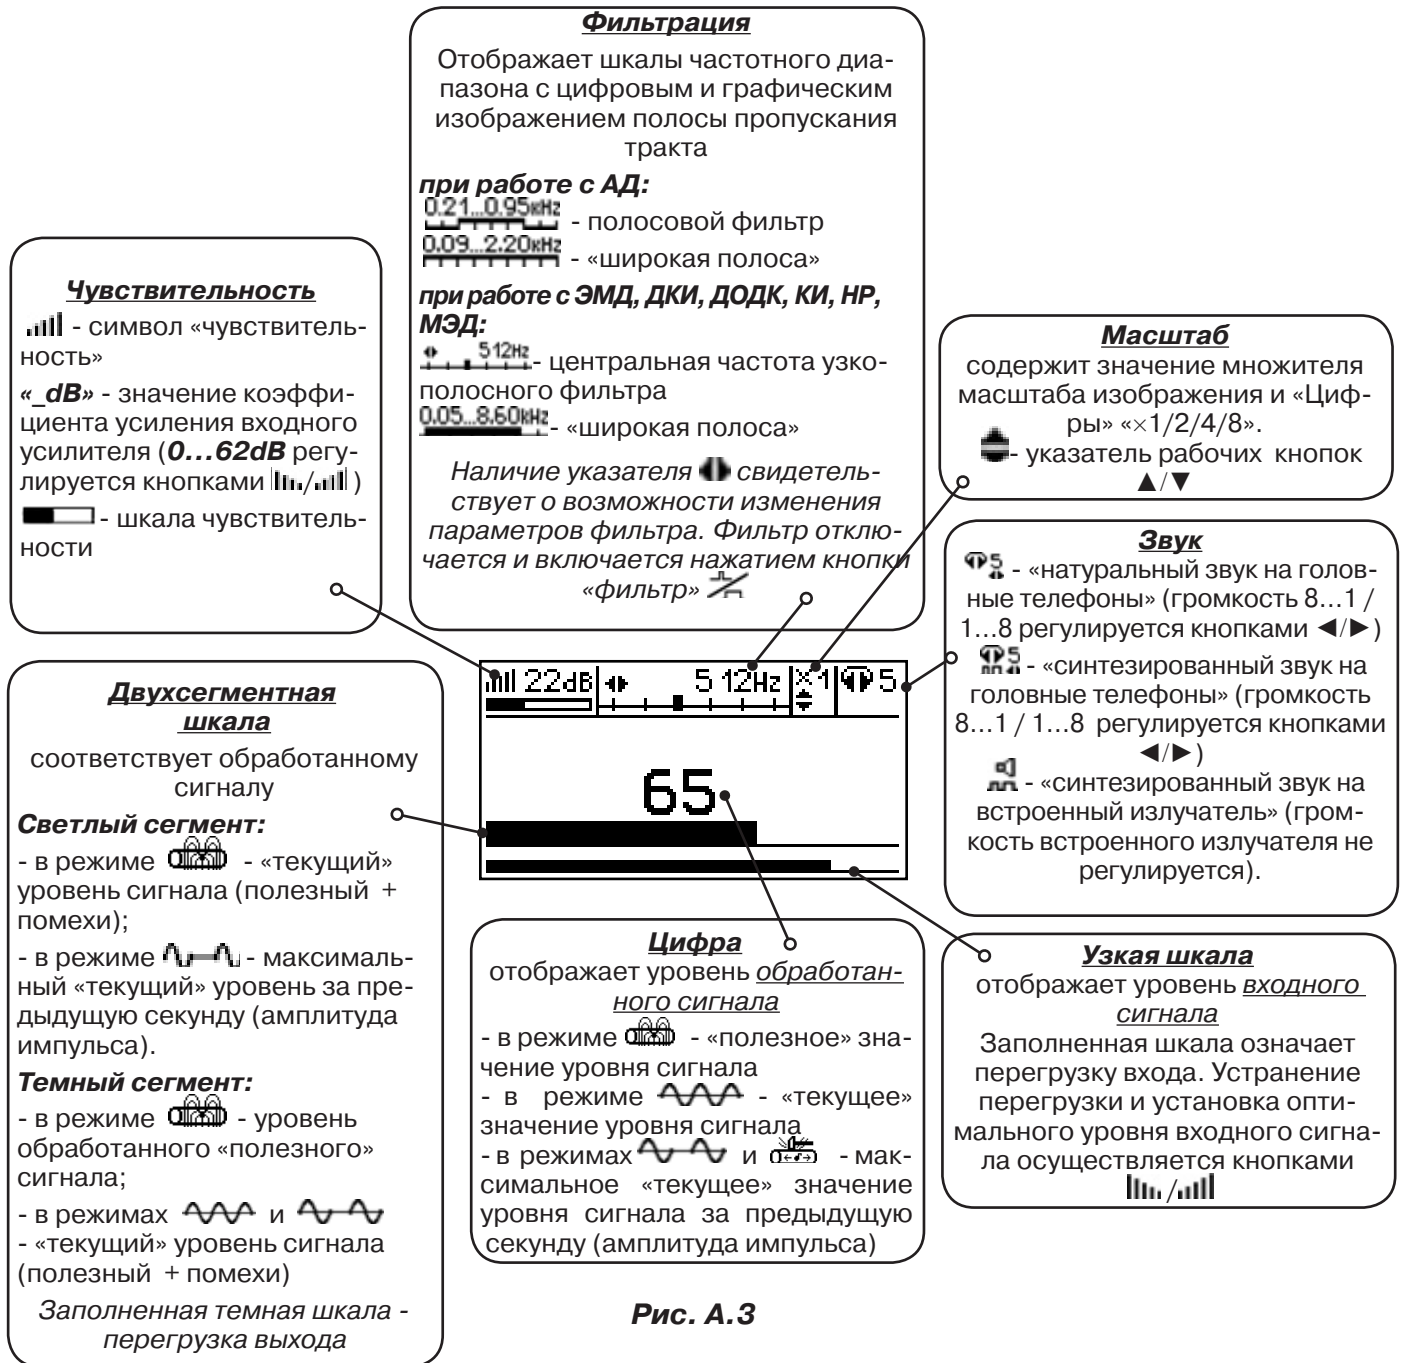 Фильтрация
Отображает шкалы частотного диа-
пазона с цифровым и графическим
изображением полосы пропускания
тракта
при работе с АД:
0.21...0.95кHz - полосовой фильтр
0.09...2.20кHz - «широкая полоса»
при работе с ЭМД, ДКИ, ДОДК, КИ, НР,
МЭД:
512Hz - центральная частота узко-
полосного фильтра
0.05...8.60kHz - «широкая полоса»
Наличие указателя ◀▶ свидетель-
ствует о возможности изменения
параметров фильтра. Фильтр отклю-
чается и включается нажатием кнопки
«фильтр»
Чувствительность
- символ «чувствитель-
ность»
«_dB» - значение коэффи-
циента усиления входного
усилителя (0...62dB регу-
лируется кнопками / )
- шкала чувствитель-
ности
Масштаб
содержит значение множителя
масштаба изображения и «Циф-
ры» «×1/2/4/8».
- указатель рабочих кнопок
▲/▼
Звук
5 - «натуральный звук на голов-
ные телефоны» (громкость 8...1 /
1...8 регулируется кнопками ◄/►)
5 - «синтезированный звук на
головные телефоны» (громкость
8...1 / 1...8 регулируется кнопками
◄/►)
- «синтезированный звук на
встроенный излучатель» (гром-
кость встроенного излучателя не
регулируется).
22dB 512Hz ×1 5
65
Двухсегментная
шкала
соответствует обработанному
сигналу
Светлый сегмент:
- в режиме - «текущий»
уровень сигнала (полезный +
помехи);
- в режиме - максималь-
ный «текущий» уровень за пре-
дыдущую секунду (амплитуда
импульса).
Темный сегмент:
- в режиме - уровень
обработанного «полезного»
сигнала;
- в режимах и
- «текущий» уровень сигнала
(полезный + помехи)
Заполненная темная шкала -
перегрузка выхода
Цифра
отображает уровень обработан-
ного сигнала
- в режиме - «полезное» зна-
чение уровня сигнала
- в режиме - «текущее»
значение уровня сигнала
- в режимах и - мак-
симальное «текущее» значение
уровня сигнала за предыдущую
секунду (амплитуда импульса)
Узкая шкала
отображает уровень входного
сигнала
Заполненная шкала означает
перегрузку входа. Устранение
перегрузки и установка опти-
мального уровня входного сигна-
ла осуществляется кнопками
/
Рис. А.3